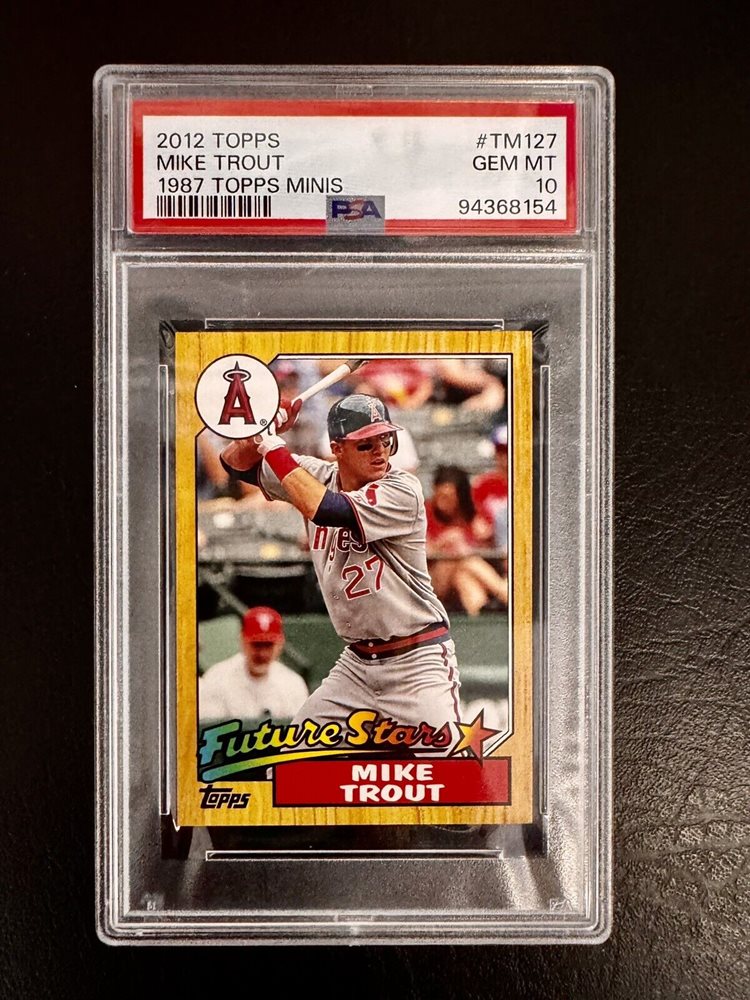 2012 TOPPS #TM127
MIKE TROUT GEM MT
1987 TOPPS MINIS 10
PSA 94368154
A
A
ngels
27
Future Stars
MIKE
TROUT
Topps